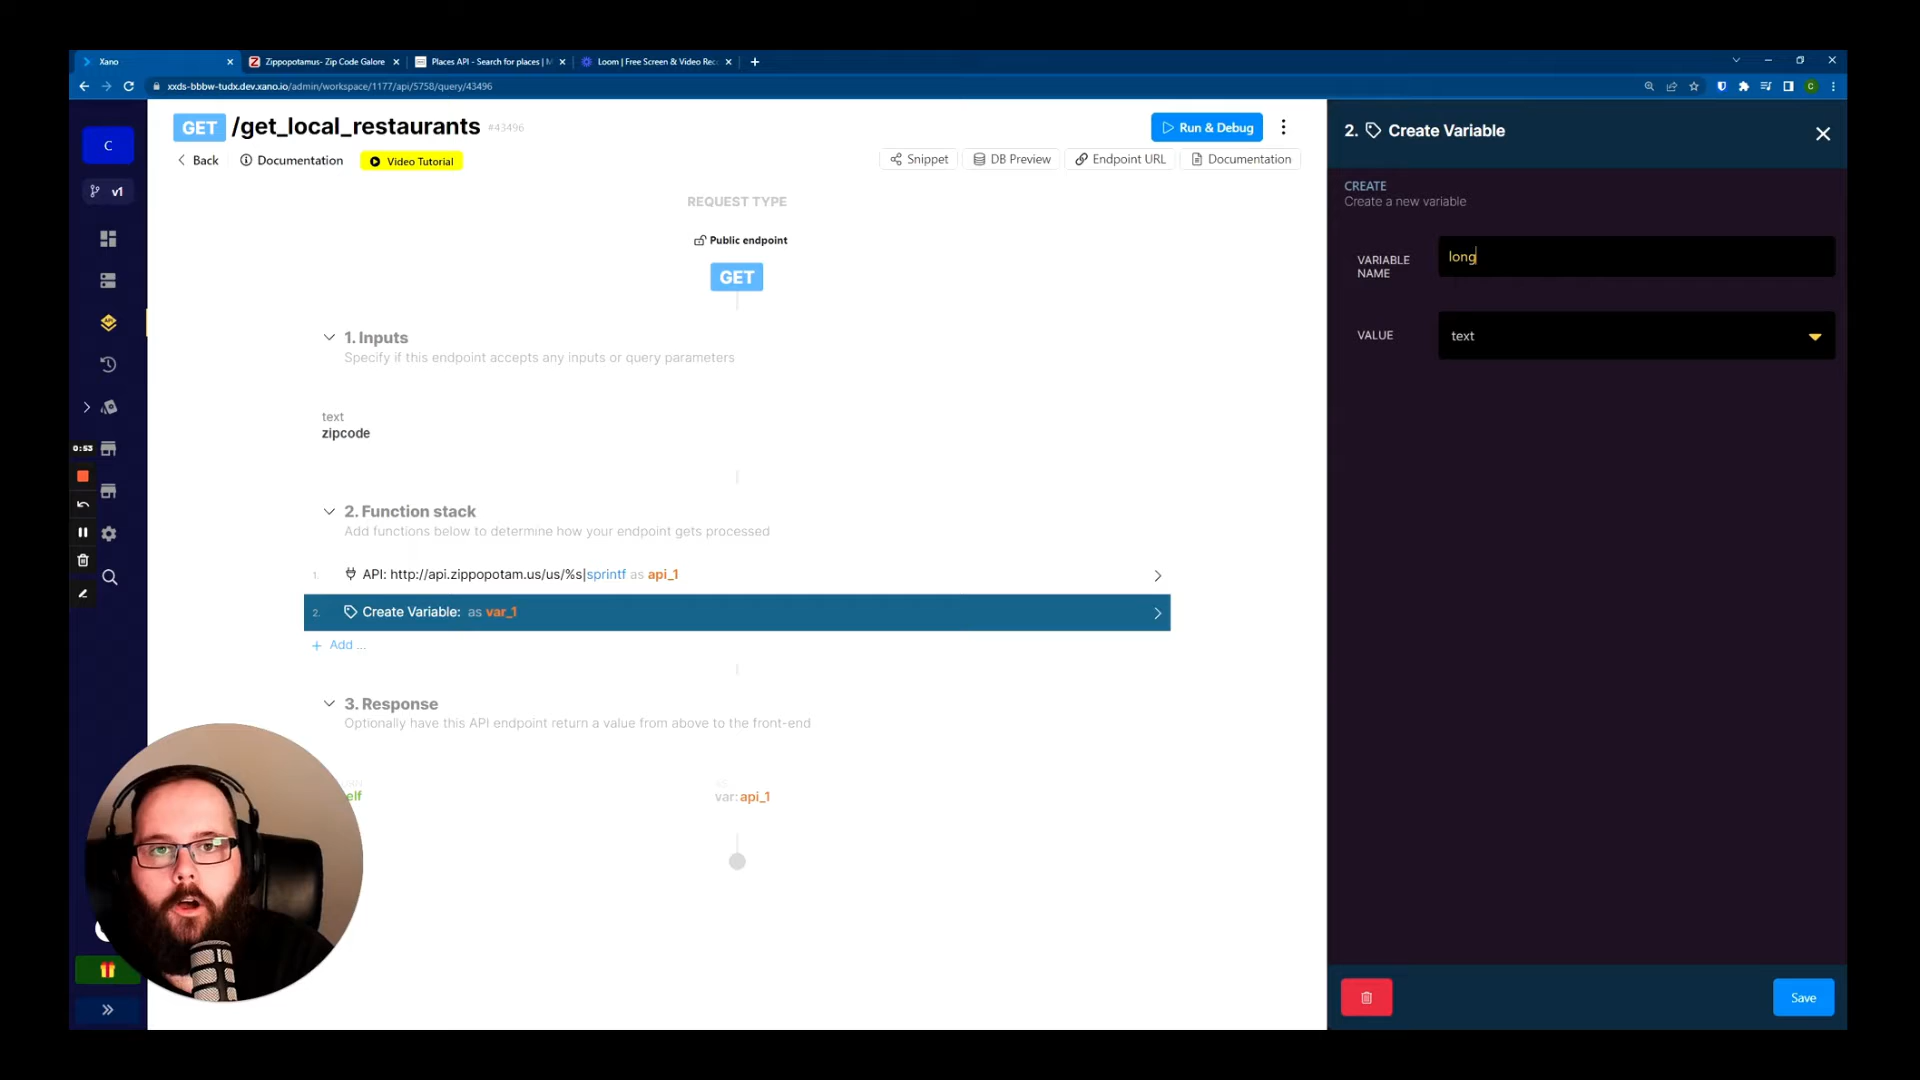 Xano
Zippopotamus- Zip Code Galore
Places API - Search for places | M
Loom | Free Screen & Video Rec
xxds-bbbw-tudx.dev.xano.io/admin/workspace/1177/api/5758/query/43496
C
C
v1
GET /get_local_restaurants #43496
Run & Debug
Back
Documentation
Video Tutorial
Snippet
DB Preview
Endpoint URL
Documentation
REQUEST TYPE
Public endpoint
GET
1. Inputs
Specify if this endpoint accepts any inputs or query parameters
text
zipcode
0:53
2. Function stack
Add functions below to determine how your endpoint gets processed
1. API: http://api.zippopotam.us/us/%s|sprintf as api_1
2. Create Variable: as var_1
+ Add ...
3. Response
Optionally have this API endpoint return a value from above to the front-end
elf
AS
var: api_1
2. Create Variable
CREATE
Create a new variable
VARIABLE NAME
long
VALUE
text
Save